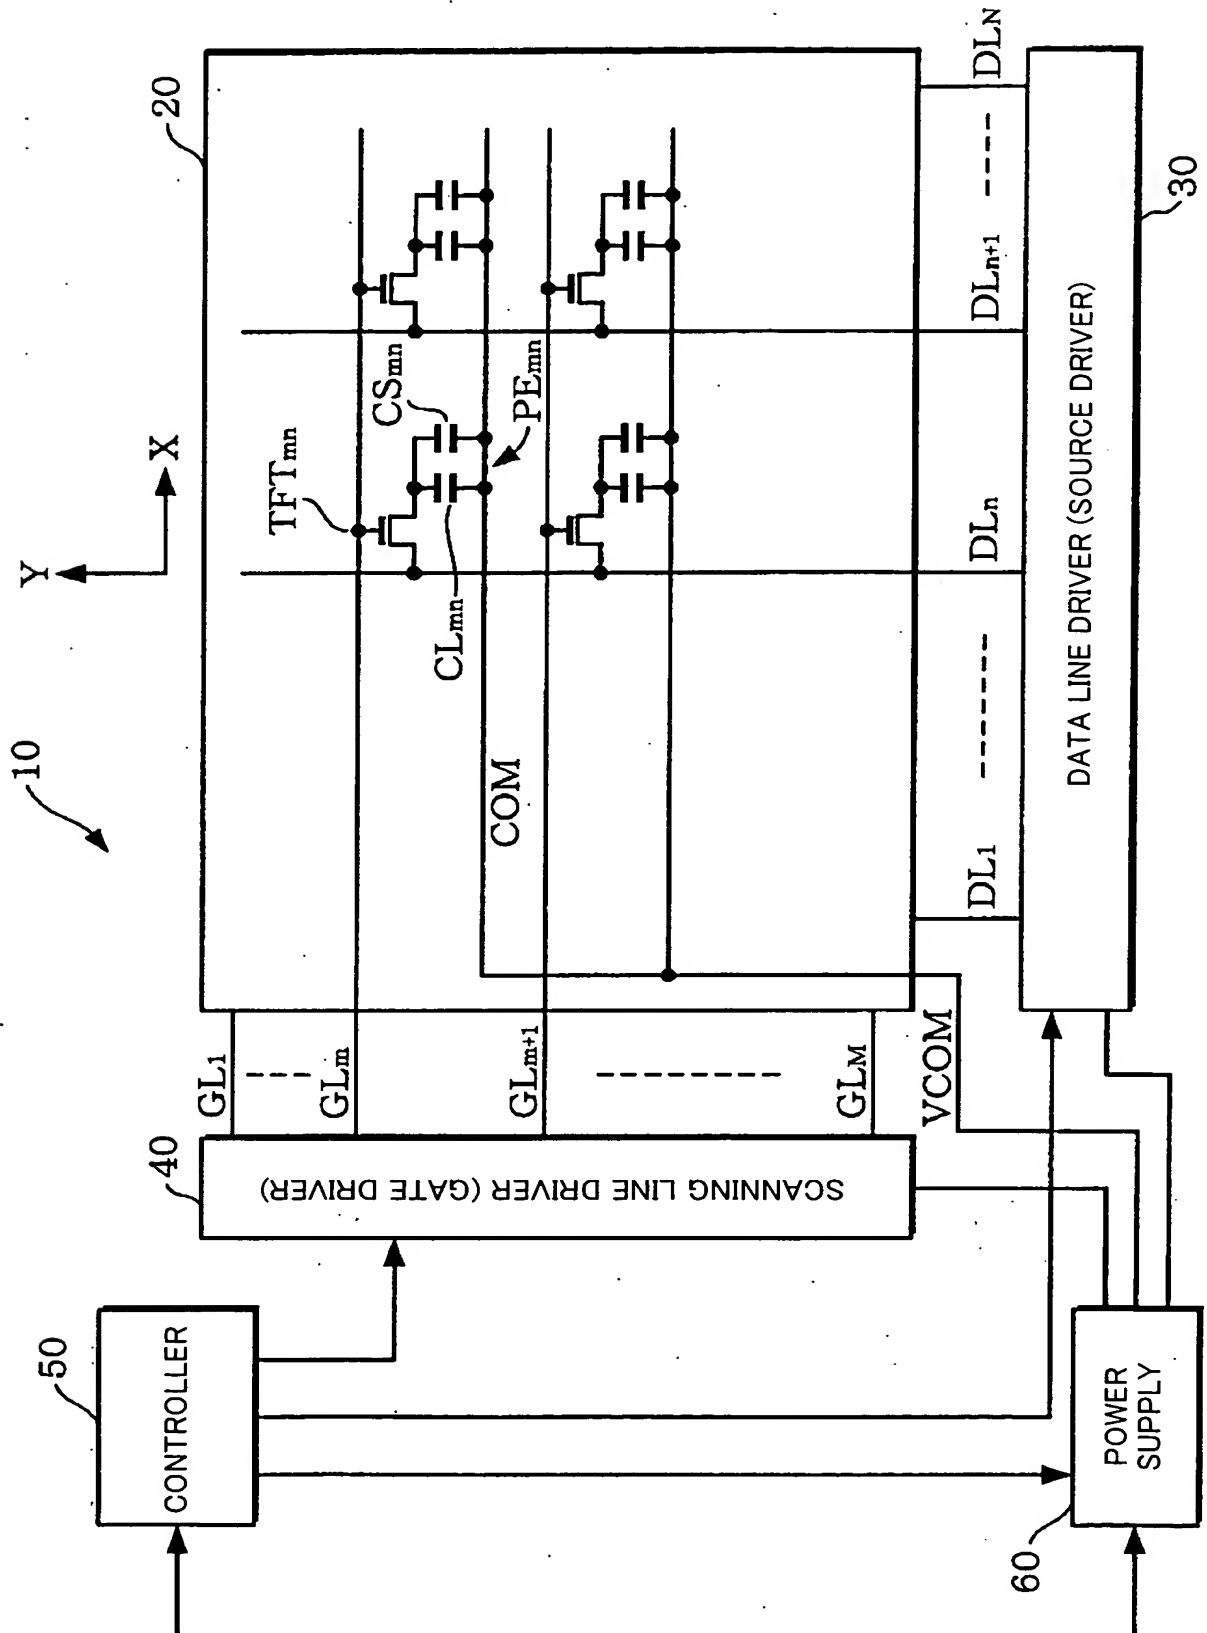 10
Y
X
20
TFTmn
CSmn
CLmn
PEmn
COM
50
CONTROLLER
40
SCANNING LINE DRIVER (GATE DRIVER)
GL1
GLm
GLm+1
GLM
VCOM
DL1
DLn
DLn+1
DLN
DATA LINE DRIVER (SOURCE DRIVER)
30
POWER
SUPPLY
60